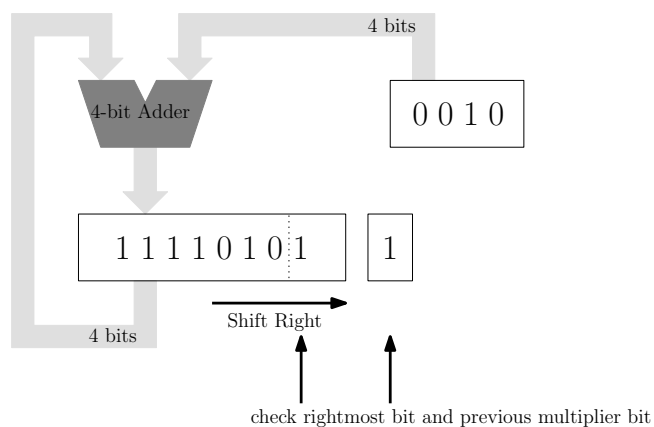 4 bits
4-bit Adder
0 0 1 0
1 1 1 1 0 1 0 1
1
Shift Right
4 bits
check rightmost bit and previous multiplier bit